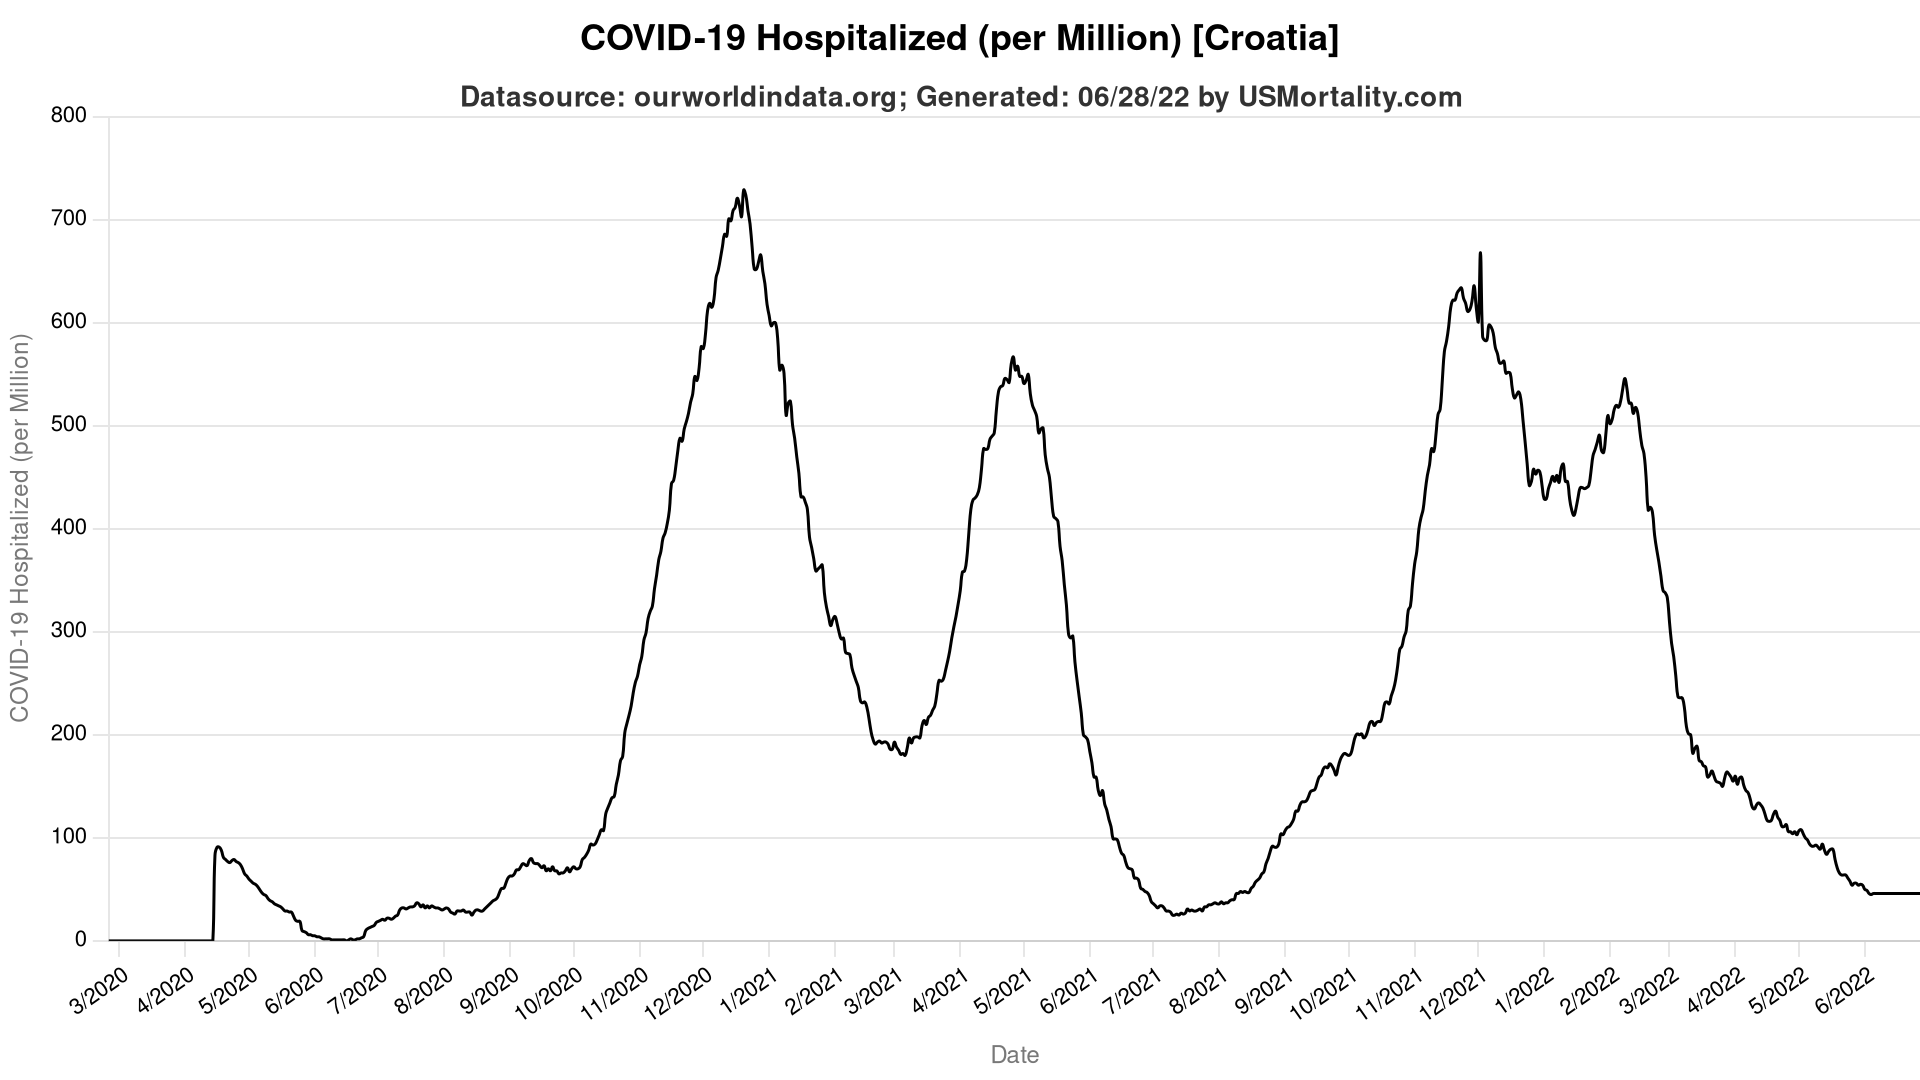 COVID-19 Hospitalized (per Million) [Croatia]
Datasource: ourworldindata.org; Generated: 06/28/22 by USMortality.com
COVID-19 Hospitalized (per Million)
800
700
600
500
400
300
200
100
0
3/2020 4/2020 5/2020 6/2020 7/2020 8/2020 9/2020 10/2020 11/2020 12/2020 1/2021 2/2021 3/2021 4/2021 5/2021 6/2021 7/2021 8/2021 9/2021 10/2021 11/2021 12/2021 1/2022 2/2022 3/2022 4/2022 5/2022 6/2022
Date